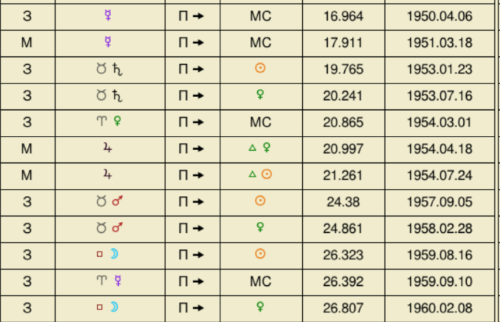 З ☿ П ➔ MC 16.964 1950.04.06
М ☿ П ➔ MC 17.911 1951.03.18
З ♉ ♄ П ➔ ☉ 19.765 1953.01.23
З ♉ ♄ П ➔ ♀ 20.241 1953.07.16
З ♈ ♀ П ➔ MC 20.865 1954.03.01
М ♃ П ➔ △ ♀ 20.997 1954.04.18
М ♃ П ➔ △ ☉ 21.261 1954.07.24
З ♉ ♂ П ➔ ☉ 24.38 1957.09.05
З ♉ ♂ П ➔ ♀ 24.861 1958.02.28
З □ ☽ П ➔ ☉ 26.323 1959.08.16
З ♈ ☿ П ➔ MC 26.392 1959.09.10
З □ ☽ П ➔ ♀ 26.807 1960.02.08